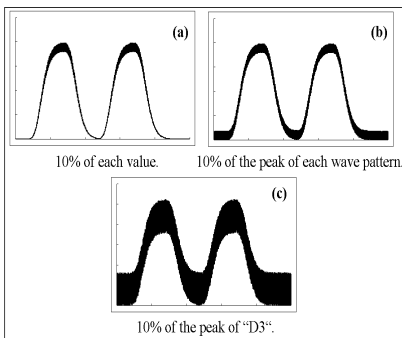 (a)
(b)
10% of each value.
10% of the peak of each wave pattern.
(c)
10% of the peak of “D3“.